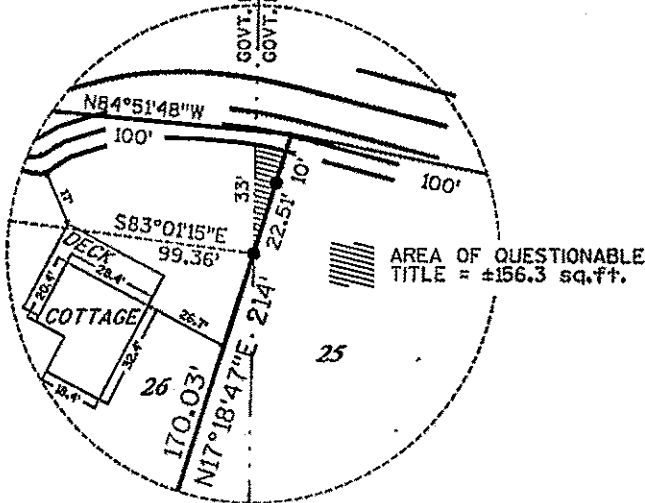 GOVT.
GOVT.
N84°51'48"W
100'
100'
33'
10'
22.51'
17'
S83°01'15"E
99.36'
DECK
28.4'
20.4'
COTTAGE
32.4'
18.4'
26.7'
26
25
170.03'
N17°18'47"E 214'
AREA OF QUESTIONABLE
TITLE = ±156.3 sq.ft.